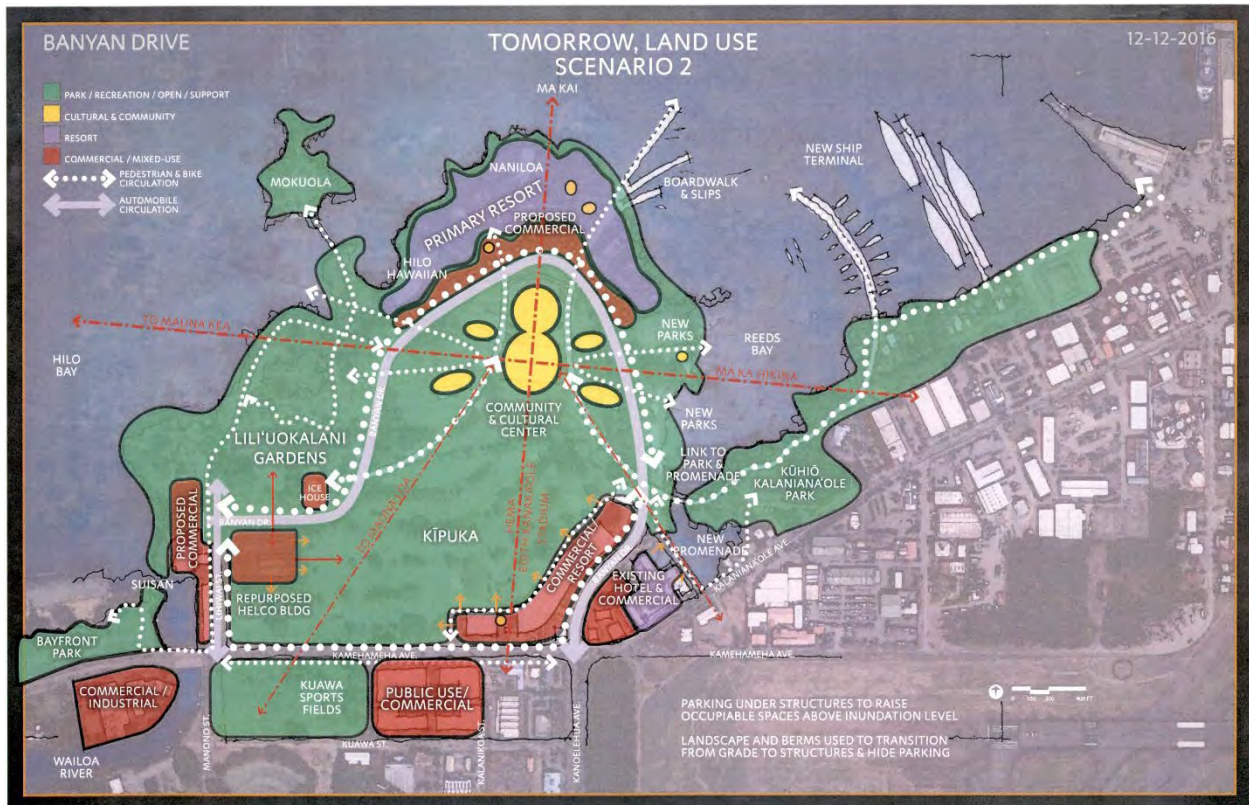 BANYAN DRIVE
TOMORROW, LAND USE
SCENARIO 2
12-12-2016
PARK / RECREATION / OPEN / SUPPORT
CULTURAL & COMMUNITY
RESORT
COMMERCIAL / MIXED-USE
PEDESTRIAN & BIKE
CIRCULATION
AUTOMOBILE
CIRCULATION
MA KAI
MOKUOLA
NANILOA
PRIMARY RESORT
PROPOSED
COMMERCIAL
HILO
HAWAIIAN
BOARDWALK
& SLIPS
NEW SHIP
TERMINAL
TO MAUNA KEA
HILO
BAY
NEW
PARKS
REEDS
BAY
MA KA HIKINA
BANYAN DR.
COMMUNITY
& CULTURAL
CENTER
NEW
PARKS
LILI'UOKALANI
GARDENS
LINK TO
PARK &
PROMENADE
KŪHIŌ
KALANIANA'OLE
PARK
ICE
HOUSE
PROPOSED
COMMERCIAL
BANYAN DR.
KĪPUKA
COMMERCIAL/
RESORT
NEW
PROMENADE
KALANIANA'OLE AVE.
EXISTING
HOTEL &
COMMERCIAL
SUISAN
REPURPOSED
HELCO BLDG
BAYFRONT
PARK
KAMEHAMEHA AVE.
KAMEHAMEHA AVE.
COMMERCIAL /
INDUSTRIAL
KUAWA
SPORTS
FIELDS
PUBLIC USE/
COMMERCIAL
MANONO ST.
KUAWA ST.
KALANIKOA ST.
KANOELEHUA AVE.
WAILOA
RIVER
0 100 200 400 FT
PARKING UNDER STRUCTURES TO RAISE
OCCUPIABLE SPACES ABOVE INUNDATION LEVEL
LANDSCAPE AND BERMS USED TO TRANSITION
FROM GRADE TO STRUCTURES & HIDE PARKING